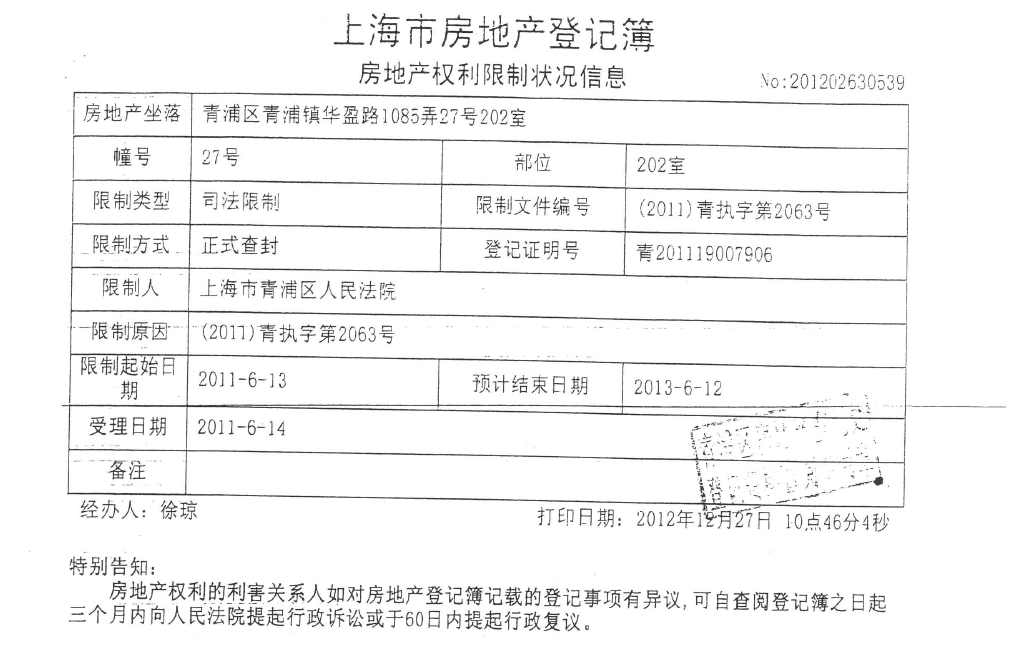 上海市房地产登记簿
房地产权利限制状况信息
No:201202630539
房地产坐落 青浦区青浦镇华盈路1085弄27号202室
幢号 27号 部位 202室
限制类型 司法限制 限制文件编号 (2011)青执字第2063号
限制方式 正式查封 登记证明号 青201119007906
限制人 上海市青浦区人民法院
限制原因 (2011)青执字第2063号
限制起始日
期 2011-6-13 预计结束日期 2013-6-12
受理日期 2011-6-14
备注
经办人: 徐琼
打印日期: 2012年12月27日 10点46分4秒
特别告知:
房地产权利的利害关系人如对房地产登记簿记载的登记事项有异议,可自查阅登记簿之日起
三个月内向人民法院提起行政诉讼或于60日内提起行政复议。